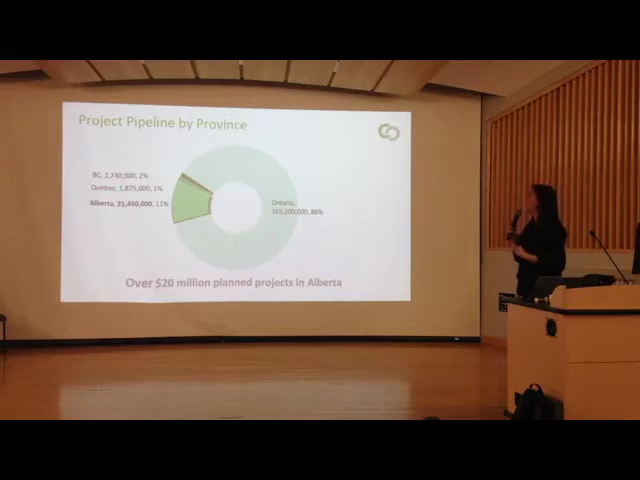 Project Pipeline by Province
BC, 2,740,000, 2%
Quebec, 1,875,000, 1%
Alberta, 21,450,000, 11%
Ontario,
165,200,000, 86%
Over $20 million planned projects in Alberta